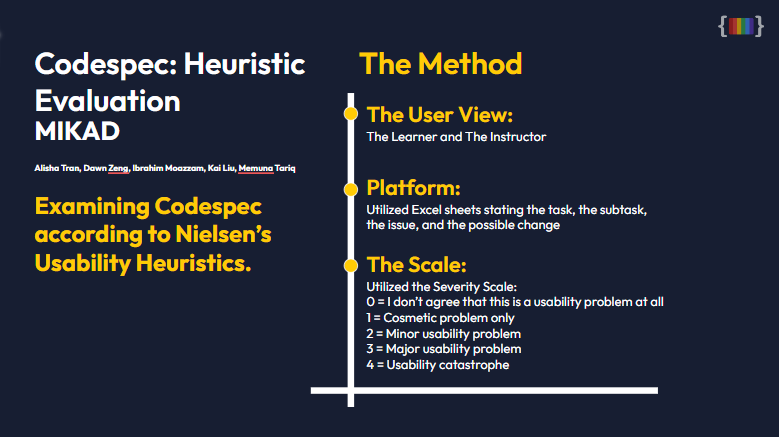 Codespec: Heuristic
Evaluation
MIKAD
Alisha Tran, Dawn Zeng, Ibrahim Moazzam, Kai Liu, Memuna Tariq
Examining Codespec
according to Nielsen's
Usability Heuristics.
The Method
The User View:
The Learner and The Instructor
Platform:
Utilized Excel sheets stating the task, the subtask,
the issue, and the possible change
The Scale:
Utilized the Severity Scale:
0 = I don't agree that this is a usability problem at all
1 = Cosmetic problem only
2 = Minor usability problem
3 = Major usability problem
4 = Usability catastrophe